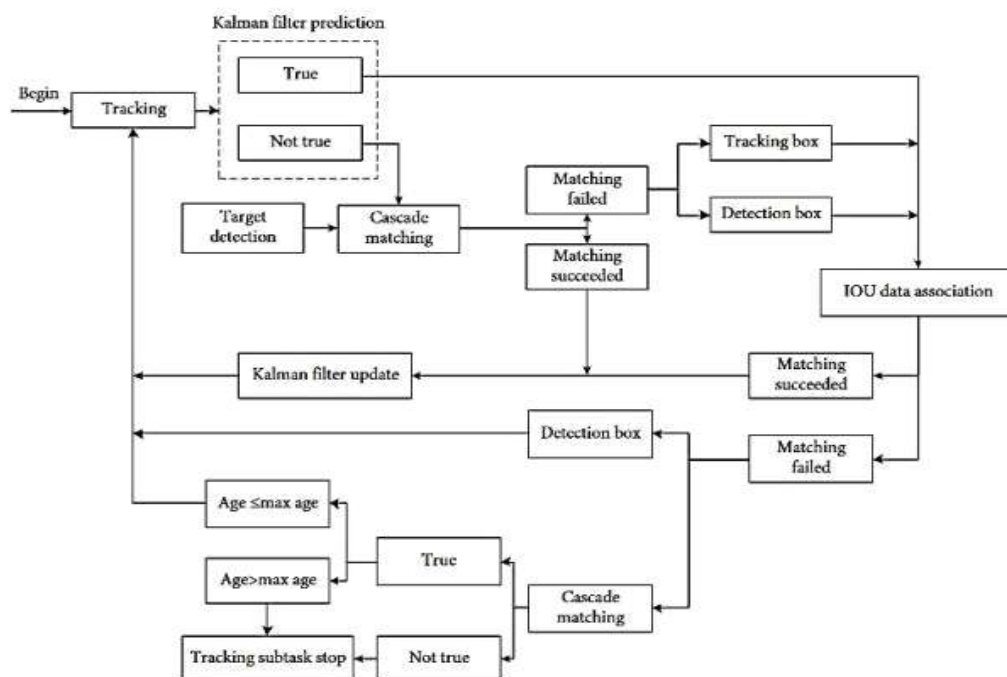 Kalman filter prediction
True
Begin
Tracking
Not true
Tracking box
Matching
failed
Target
detection
Cascade
matching
Detection box
Matching
succeeded
IOU data association
Kalman filter update
Matching
succeeded
Detection box
Matching
failed
Age ≤max age
True
Age>max age
Cascade
matching
Tracking subtask stop
Not true